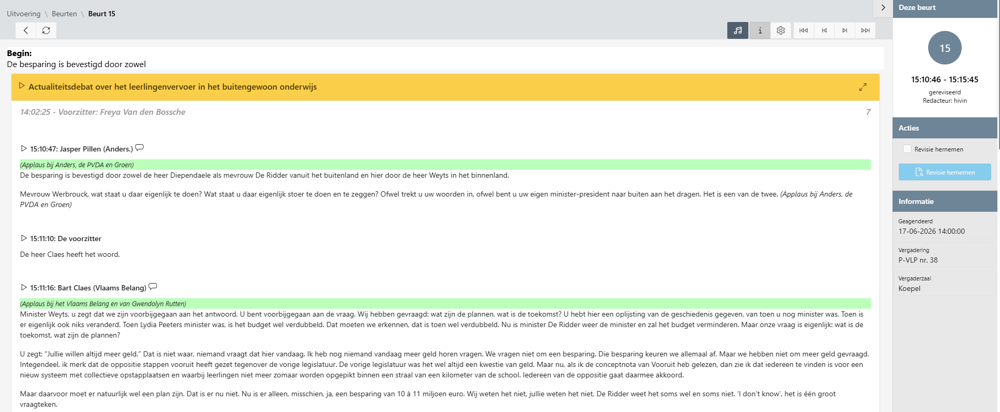 Uitvoering \ Beurten \ Beurt 15
Begin:
De besparing is bevestigd door zowel
Actualiteitsdebat over het leerlingenvervoer in het buitengewoon onderwijs
14:02:25 - Voorzitter: Freya Van den Bossche 7
15:10:47: Jasper Pillen (Anders.)
(Applaus bij Anders, de PVDA en Groen)
De besparing is bevestigd door zowel de heer Diependaele als mevrouw De Ridder vanuit het buitenland en hier door de heer Weyts in het binnenland.
Mevrouw Werbrouck, wat staat u daar eigenlijk te doen? Wat staat u daar eigenlijk stoer te doen en te zeggen? Ofwel trekt u uw woorden in, ofwel bent u uw eigen minister-president naar buiten aan het dragen. Het is een van de twee. (Applaus bij Anders, de
PVDA en Groen)
15:11:10: De voorzitter
De heer Claes heeft het woord.
15:11:16: Bart Claes (Vlaams Belang)
(Applaus bij het Vlaams Belang en van Gwendolyn Rutten)
Minister Weyts, u zegt dat we zijn voorbijgegaan aan het antwoord. U bent voorbijgegaan aan de vraag. Wij hebben gevraagd: wat zijn de plannen, wat is de toekomst? U hebt hier een oplijsting van de geschiedenis gegeven, van toen u nog minister was. Toen is
er eigenlijk ook niks veranderd. Toen Lydia Peeters minister was, is het budget wel verdubbeld. Dat moeten we erkennen, dat is toen wel verdubbeld. Nu is minister De Ridder weer de minister en zal het budget verminderen. Maar onze vraag is eigenlijk: wat is de
toekomst, wat zijn de plannen?
U zegt: “Jullie willen altijd meer geld.” Dat is niet waar, niemand vraagt dat hier vandaag. Ik heb nog niemand vandaag meer geld horen vragen. We vragen niet om een besparing. Die besparing keuren we allemaal af. Maar we hebben niet om meer geld gevraagd.
Integendeel, ik merk dat de oppositie stappen vooruit heeft gezet tegenover de vorige legislatuur. De vorige legislatuur was het wel altijd een kwestie van geld. Maar nu, als ik de conceptnota van Vooruit heb gelezen, dan zie ik dat iedereen te vinden is voor een
nieuw systeem met collectieve opstapplaatsen en waarbij leerlingen niet meer zomaar worden opgepikt binnen een straal van een kilometer van de school. Iedereen van de oppositie gaat daarmee akkoord.
Maar daarvoor moet er natuurlijk wel een plan zijn. Dat is er nu niet. Nu is er alleen, misschien, ja, een besparing van 10 à 11 miljoen euro. Wij weten het niet, jullie weten het niet, De Ridder weet het soms wel en soms niet. ‘I don't know’, het is één groot
vraagteken.
Deze beurt
15
15:10:46 - 15:15:45
gereviseerd
Redacteur: hivin
Acties
Revisie hernemen
Revisie hernemen
Informatie
Geagendeerd
17-06-2026 14:00:00
Vergadering
P-VLP nr. 38
Vergaderzaal
Koepel